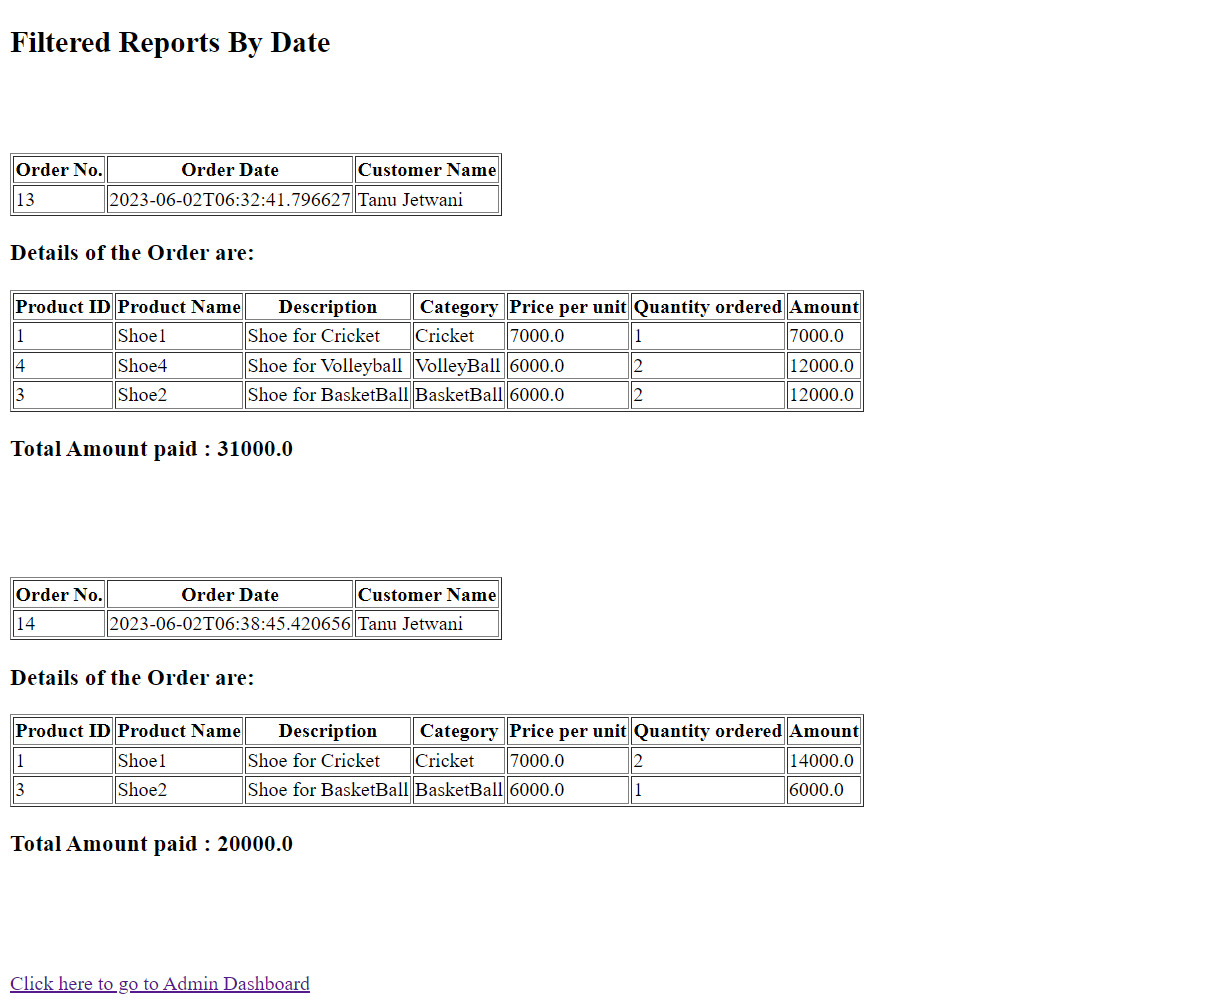 Filtered Reports By Date
Order No. Order Date Customer Name
13 2023-06-02T06:32:41.796627 Tanu Jetwani
Details of the Order are:
Product ID Product Name Description Category Price per unit Quantity ordered Amount
1 Shoe1 Shoe for Cricket Cricket 7000.0 1 7000.0
4 Shoe4 Shoe for Volleyball VolleyBall 6000.0 2 12000.0
3 Shoe2 Shoe for BasketBall BasketBall 6000.0 2 12000.0
Total Amount paid : 31000.0
Order No. Order Date Customer Name
14 2023-06-02T06:38:45.420656 Tanu Jetwani
Details of the Order are:
Product ID Product Name Description Category Price per unit Quantity ordered Amount
1 Shoe1 Shoe for Cricket Cricket 7000.0 2 14000.0
3 Shoe2 Shoe for BasketBall BasketBall 6000.0 1 6000.0
Total Amount paid : 20000.0
Click here to go to Admin Dashboard